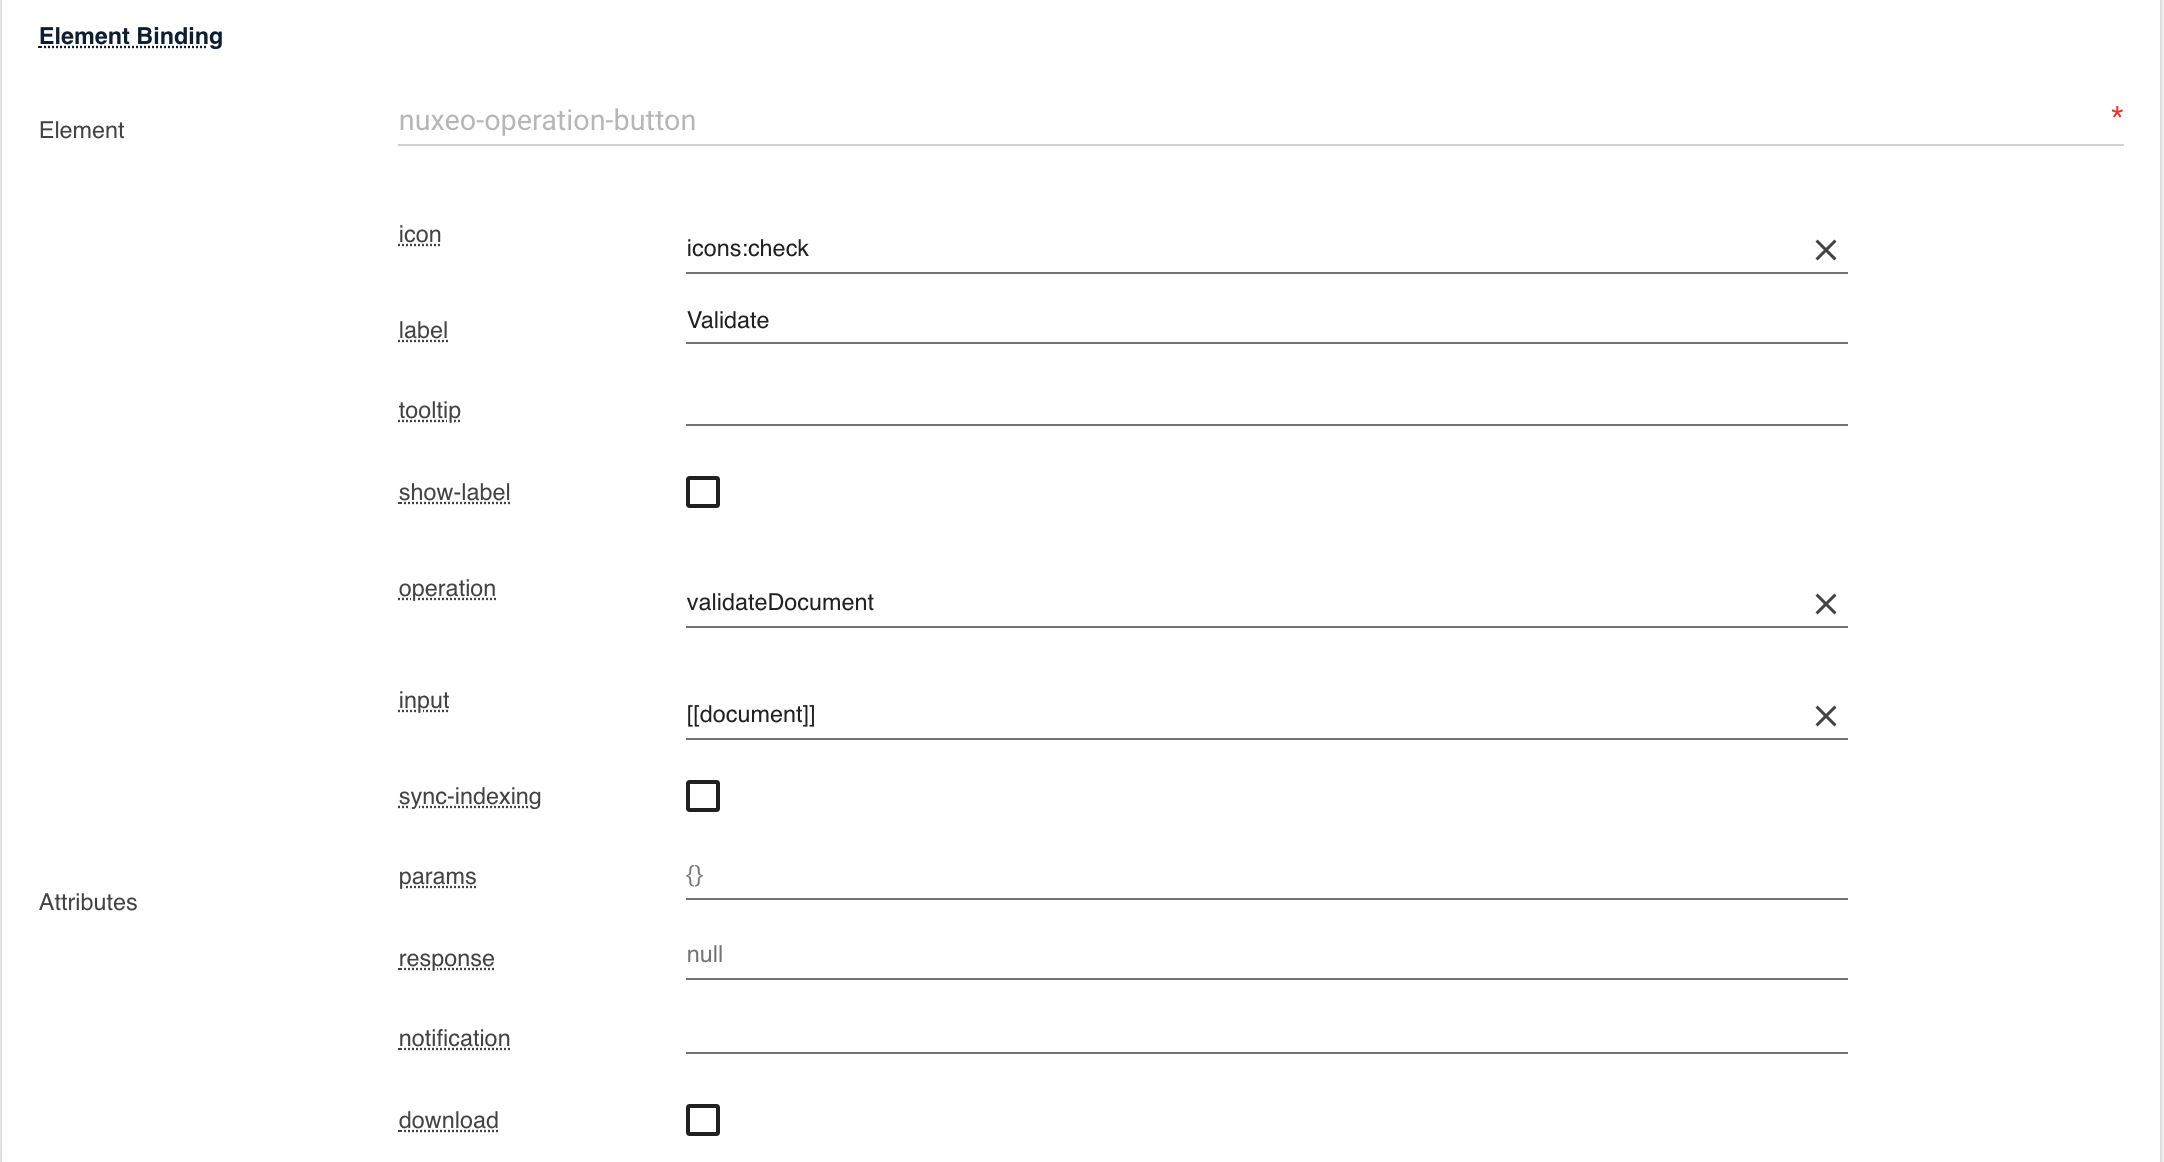 Element Binding
Element
nuxeo-operation-button
*
icon
icons:check
label
Validate
tooltip
show-label
operation
validateDocument
input
[[document]]
sync-indexing
params
{}
Attributes
response
null
notification
download